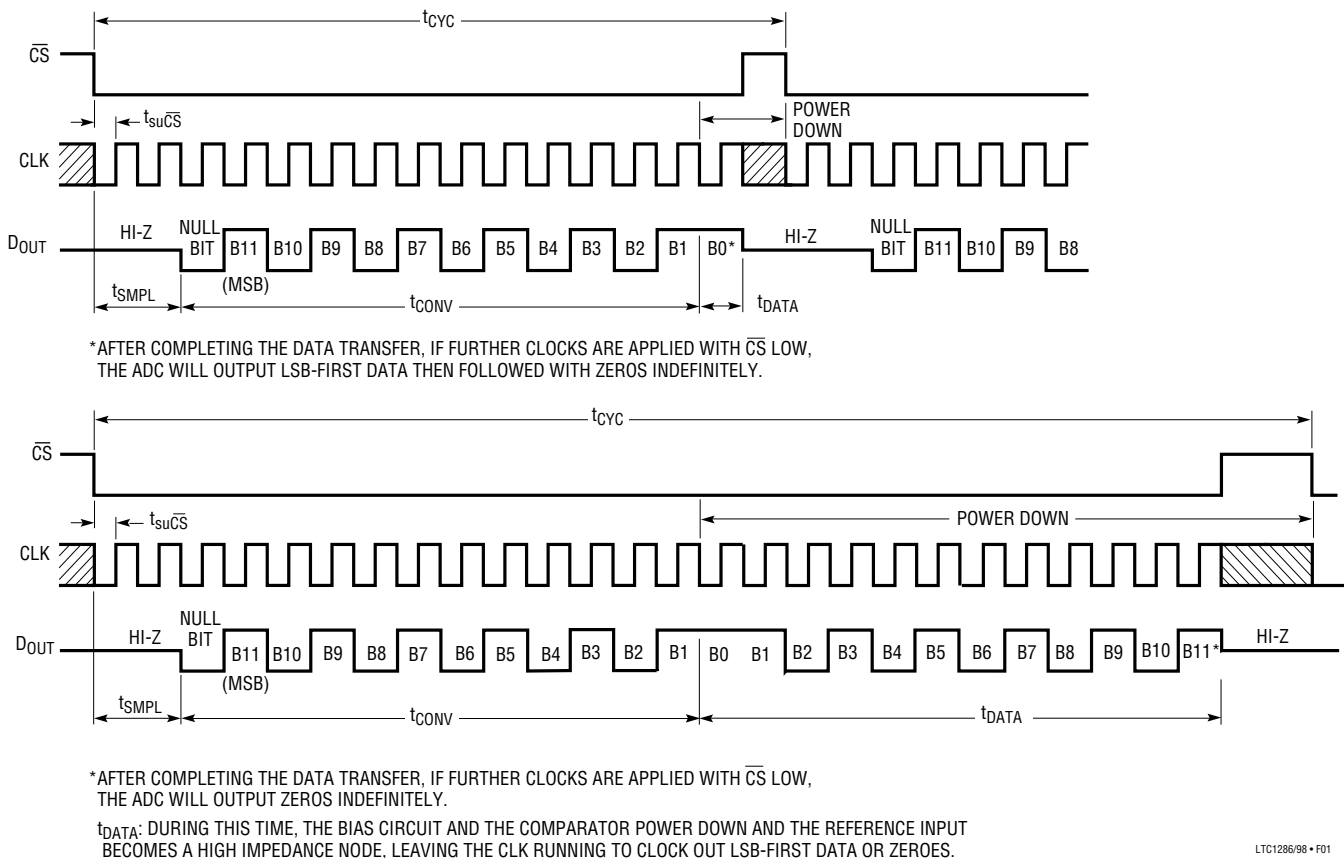 tCYC
CS
tsuCS
POWER DOWN
CLK
DOUT
HI-Z
NULL BIT
B11 B10 B9 B8 B7 B6 B5 B4 B3 B2 B1 B0*
HI-Z
NULL BIT
B11 B10 B9 B8
(MSB)
tSMPL
tCONV
tDATA
*AFTER COMPLETING THE DATA TRANSFER, IF FURTHER CLOCKS ARE APPLIED WITH CS LOW,
THE ADC WILL OUTPUT LSB-FIRST DATA THEN FOLLOWED WITH ZEROS INDEFINITELY.
tCYC
CS
tsuCS
POWER DOWN
CLK
DOUT
HI-Z
NULL BIT
B11 B10 B9 B8 B7 B6 B5 B4 B3 B2 B1 B0 B1 B2 B3 B4 B5 B6 B7 B8 B9 B10 B11*
HI-Z
(MSB)
tSMPL
tCONV
tDATA
*AFTER COMPLETING THE DATA TRANSFER, IF FURTHER CLOCKS ARE APPLIED WITH CS LOW,
THE ADC WILL OUTPUT ZEROS INDEFINITELY.
tDATA: DURING THIS TIME, THE BIAS CIRCUIT AND THE COMPARATOR POWER DOWN AND THE REFERENCE INPUT
BECOMES A HIGH IMPEDANCE NODE, LEAVING THE CLK RUNNING TO CLOCK OUT LSB-FIRST DATA OR ZEROES.
LTC1286/98 • F01